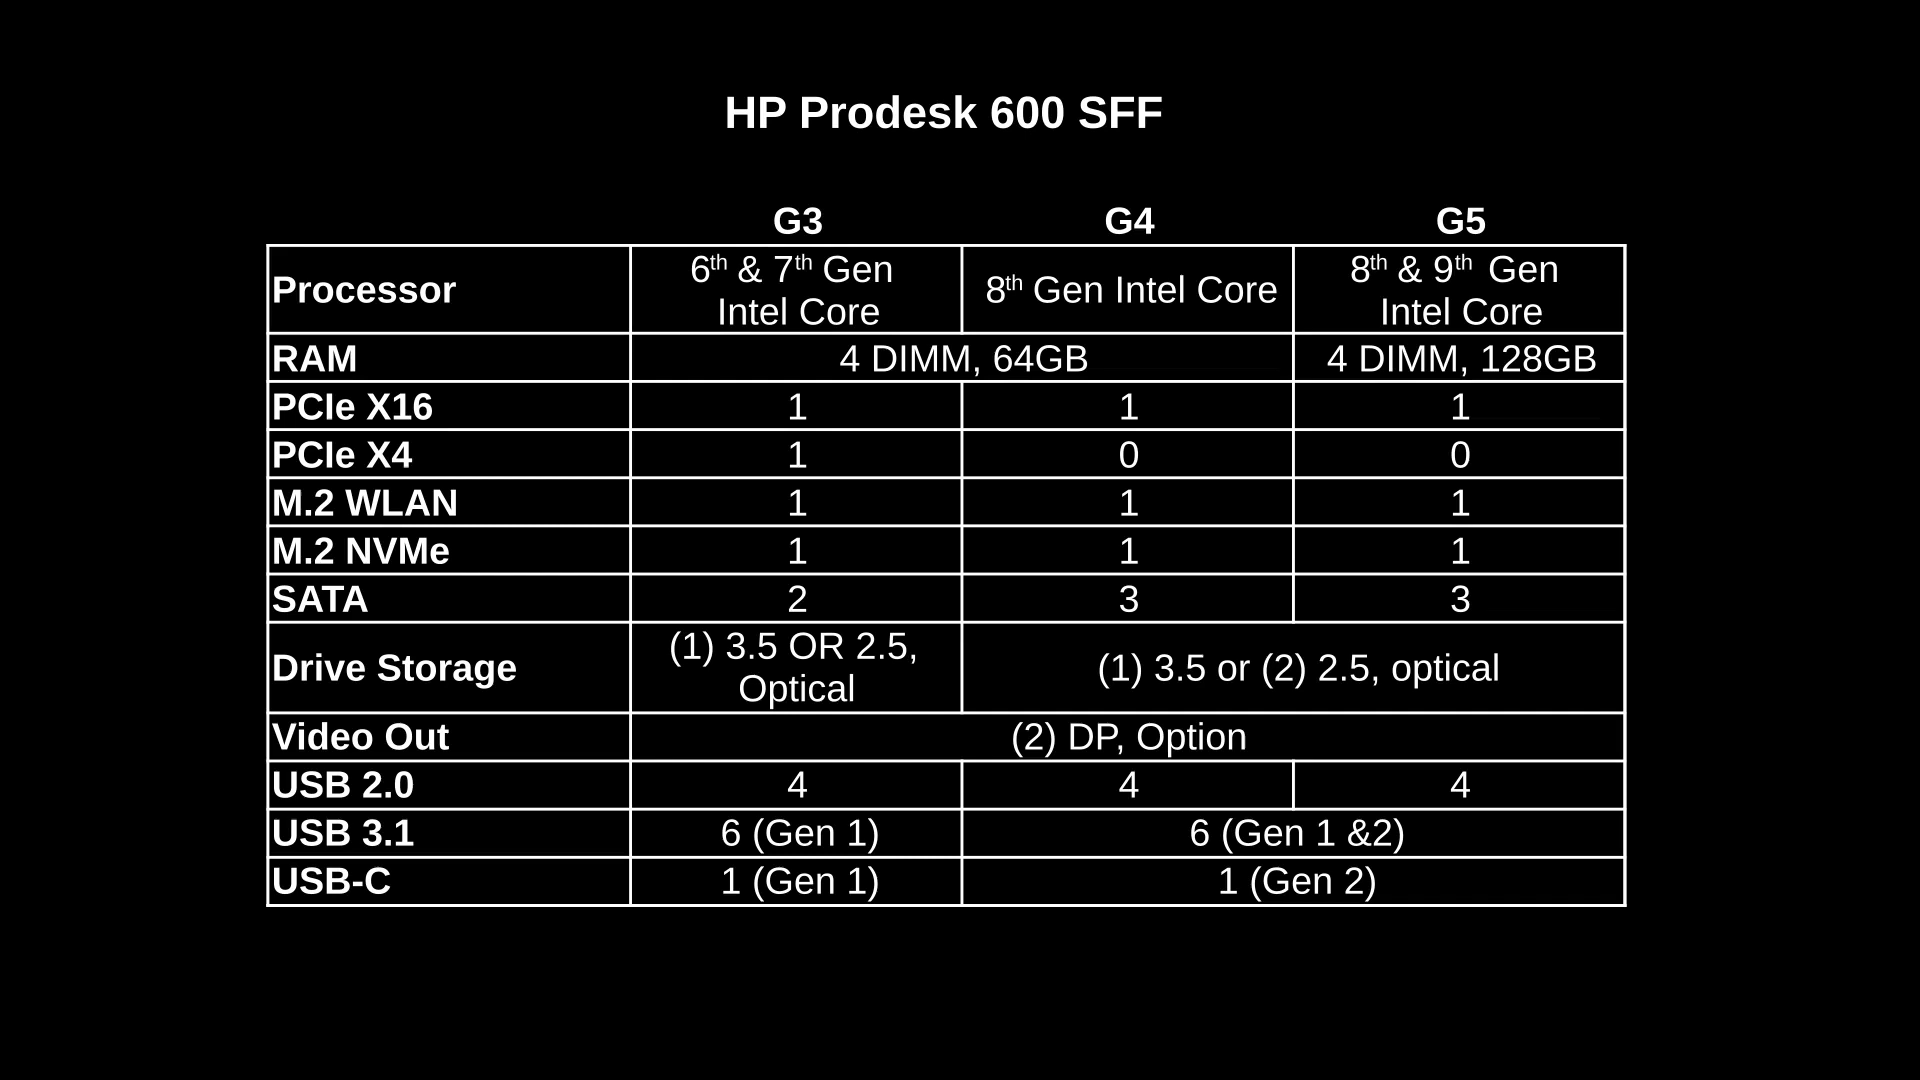 HP Prodesk 600 SFF
G3 G4 G5
Processor 6th & 7th Gen Intel Core 8th Gen Intel Core 8th & 9th Gen Intel Core
RAM 4 DIMM, 64GB 4 DIMM, 128GB
PCIe X16 1 1 1
PCIe X4 1 0 0
M.2 WLAN 1 1 1
M.2 NVMe 1 1 1
SATA 2 3 3
Drive Storage (1) 3.5 OR 2.5, Optical (1) 3.5 or (2) 2.5, optical
Video Out (2) DP, Option
USB 2.0 4 4 4
USB 3.1 6 (Gen 1) 6 (Gen 1 &2)
USB-C 1 (Gen 1) 1 (Gen 2)